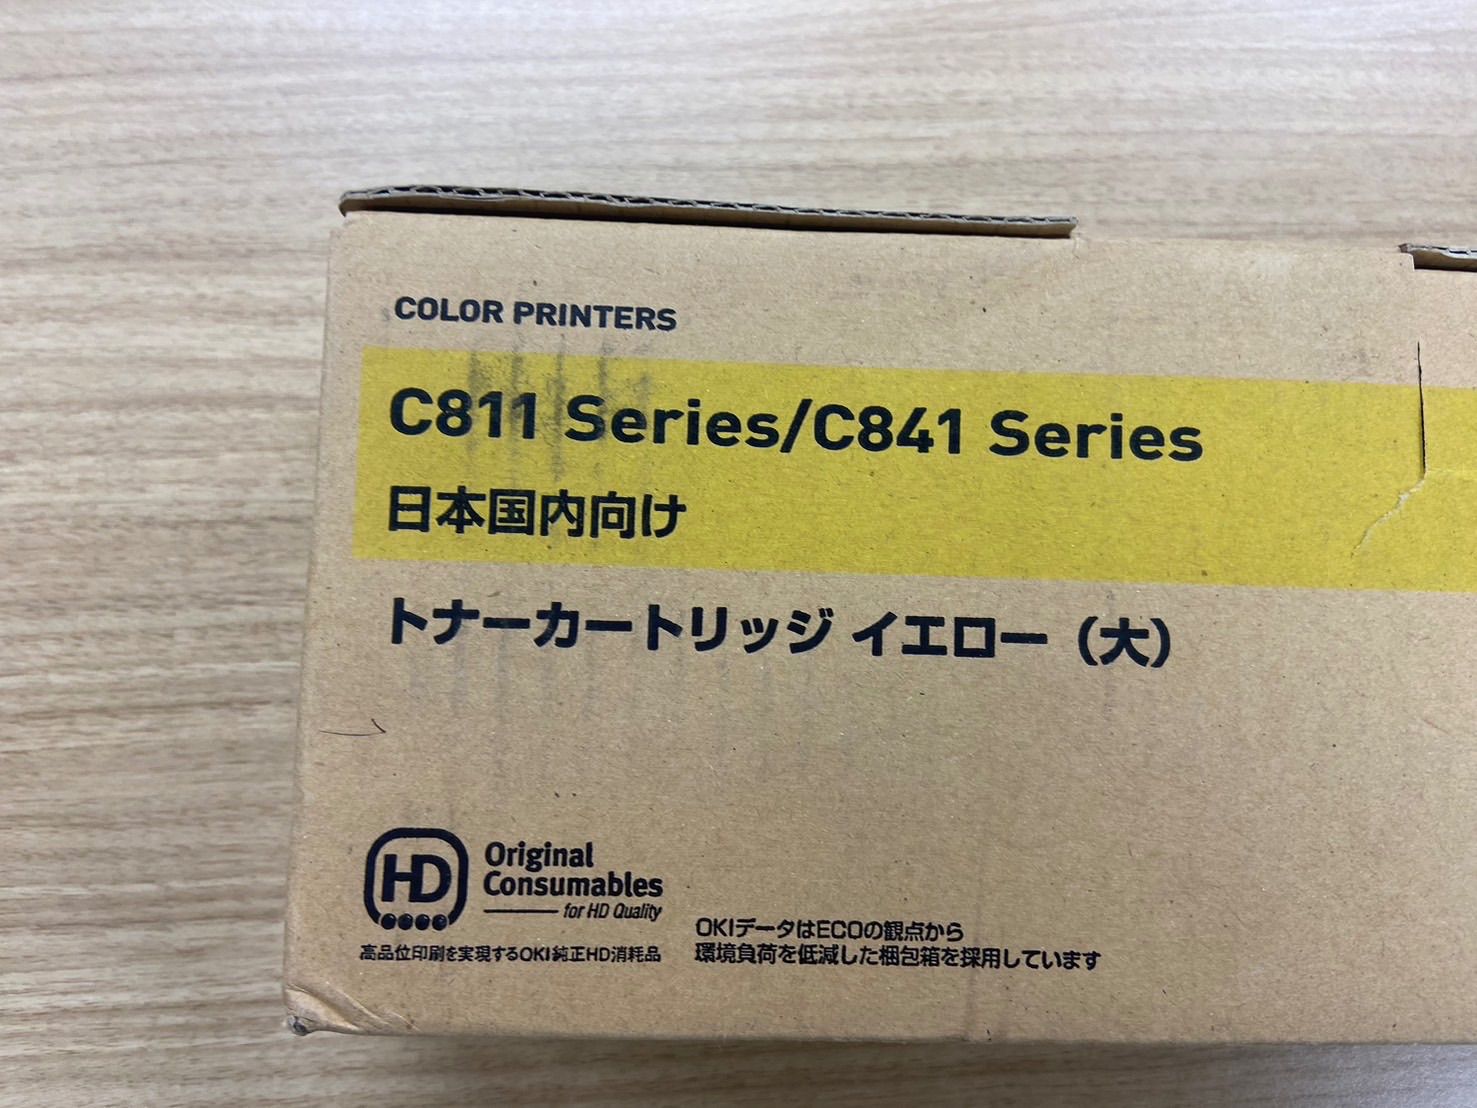 COLOR PRINTERS
C811 Series/C841 Series
日本国内向け
トナーカートリッジ イエロー（大）
HD
Original
Consumables
for HD Quality
高品位印刷を実現するOKI純正HD消耗品
OKIデータはECOの観点から
環境負荷を低減した梱包箱を採用しています